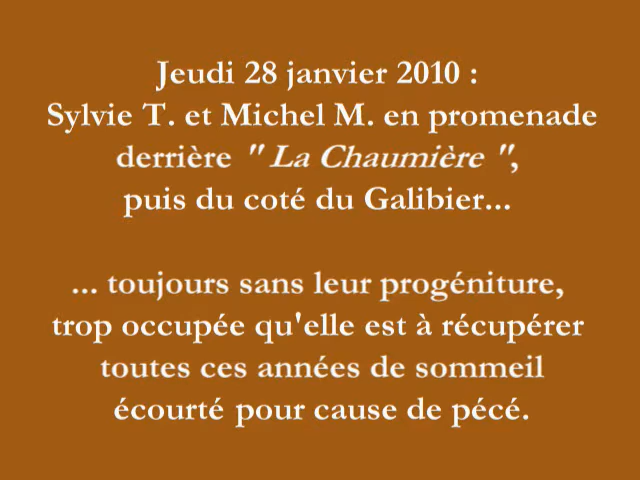 Jeudi 28 janvier 2010 :
Sylvie T. et Michel M. en promenade
derrière " La Chaumière ",
puis du coté du Galibier...
... toujours sans leur progéniture,
trop occupée qu'elle est à récupérer
toutes ces années de sommeil
écourté pour cause de pécé.